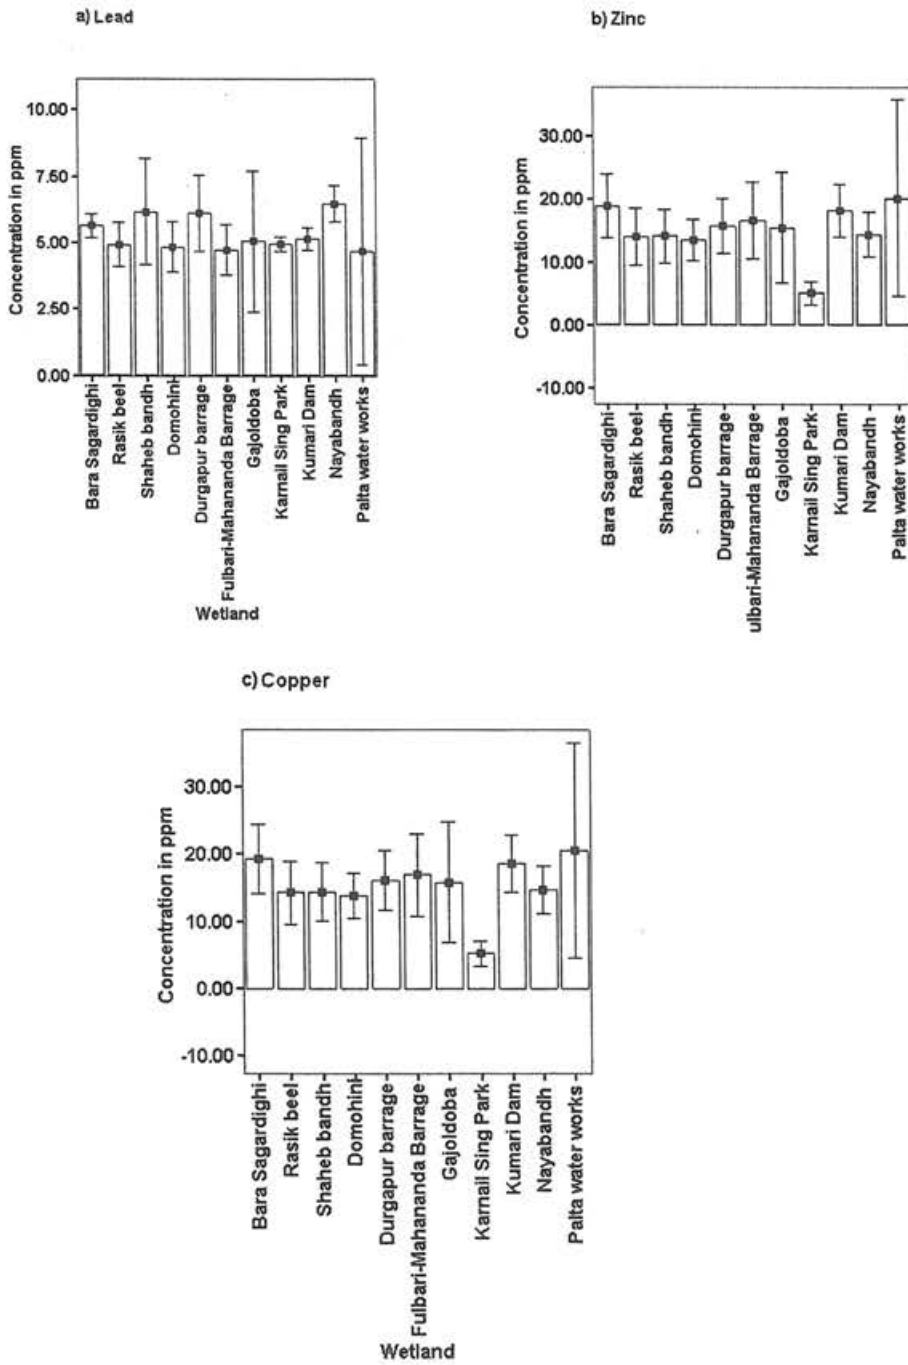 a) Lead
Concentration in ppm
10.00
7.50
5.00
2.50
0.00
Bara Sagardighi
Rasik beel
Shaheb bandh
Domohini
Durgapur barrage
Fulbari-Mahananda Barrage
Gajoldoba
Karnail Sing Park
Kumari Dam
Nayabandh
Palta water works
Wetland
b) Zinc
Concentration in ppm
30.00
20.00
10.00
0.00
-10.00
Bara Sagardighi
Rasik beel
Shaheb bandh
Domohini
Durgapur barrage
ulbari-Mahananda Barrage
Gajoldoba
Karnail Sing Park
Kumari Dam
Nayabandh
Palta water works
c) Copper
Concentration in ppm
30.00
20.00
10.00
0.00
-10.00
Bara Sagardighi
Rasik beel
Shaheb bandh
Domohini
Durgapur barrage
Fulbari-Mahananda Barrage
Gajoldoba
Karnail Sing Park
Kumari Dam
Nayabandh
Palta water works
Wetland